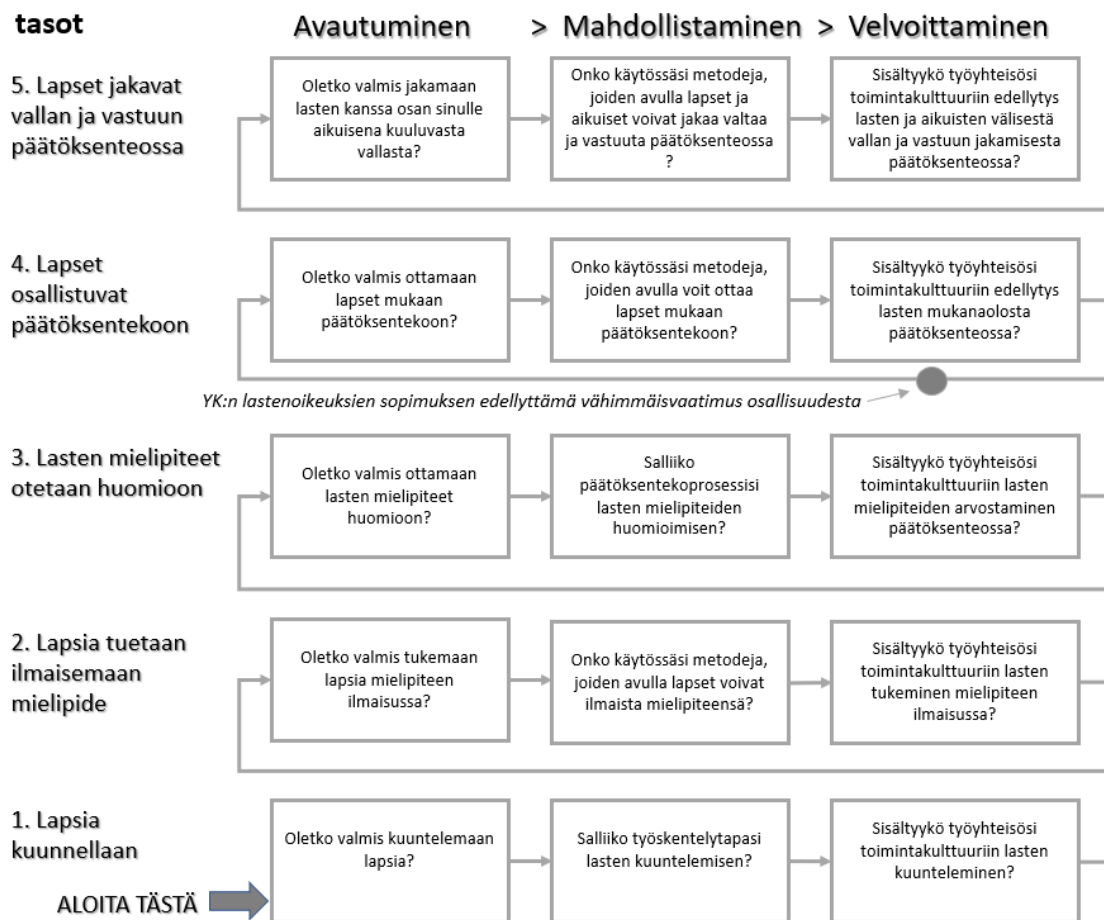 tasot
Avautuminen > Mahdollistaminen > Velvoittaminen
5. Lapset jakavat
vallan ja vastuun
päätöksenteossa
Oletko valmis jakamaan
lasten kanssa osan sinulle
aikuisena kuuluvasta
vallasta?
Onko käytössäsi metodeja,
joiden avulla lapset ja
aikuiset voivat jakaa valtaa
ja vastuuta päätöksenteossa
?
Sisältyykö työyhteisösi
toimintakulttuuriin edellytys
lasten ja aikuisten välisestä
vallan ja vastuun jakamisesta
päätöksenteossa?
4. Lapset
osallistuvat
päätöksentekoon
Oletko valmis ottamaan
lapset mukaan
päätöksentekoon?
Onko käytössäsi metodeja,
joiden avulla voit ottaa
lapset mukaan
päätöksentekoon?
Sisältyykö työyhteisösi
toimintakulttuuriin edellytys
lasten mukanaolosta
päätöksenteossa?
YK:n lastenoikeuksien sopimuksen edellyttämä vähimmäisvaatimus osallisuudesta
3. Lasten mielipiteet
otetaan huomioon
Oletko valmis ottamaan
lasten mielipiteet
huomioon?
Salliiko
päätöksentekoprosessisi
lasten mielipiteiden
huomioimisen?
Sisältyykö työyhteisösi
toimintakulttuuriin lasten
mielipiteiden arvostaminen
päätöksenteossa?
2. Lapsia tuetaan
ilmaisemaan
mielipide
Oletko valmis tukemaan
lapsia mielipiteen
ilmaisussa?
Onko käytössäsi metodeja,
joiden avulla lapset voivat
ilmaista mielipiteensä?
Sisältyykö työyhteisösi
toimintakulttuuriin lasten
tukeminen mielipiteen
ilmaisussa?
1. Lapsia
kuunnellaan
Oletko valmis kuuntelemaan
lapsia?
Salliiko työskentelytapasi
lasten kuuntelemisen?
Sisältyykö työyhteisösi
toimintakulttuuriin lasten
kuunteleminen?
ALOITA TÄSTÄ